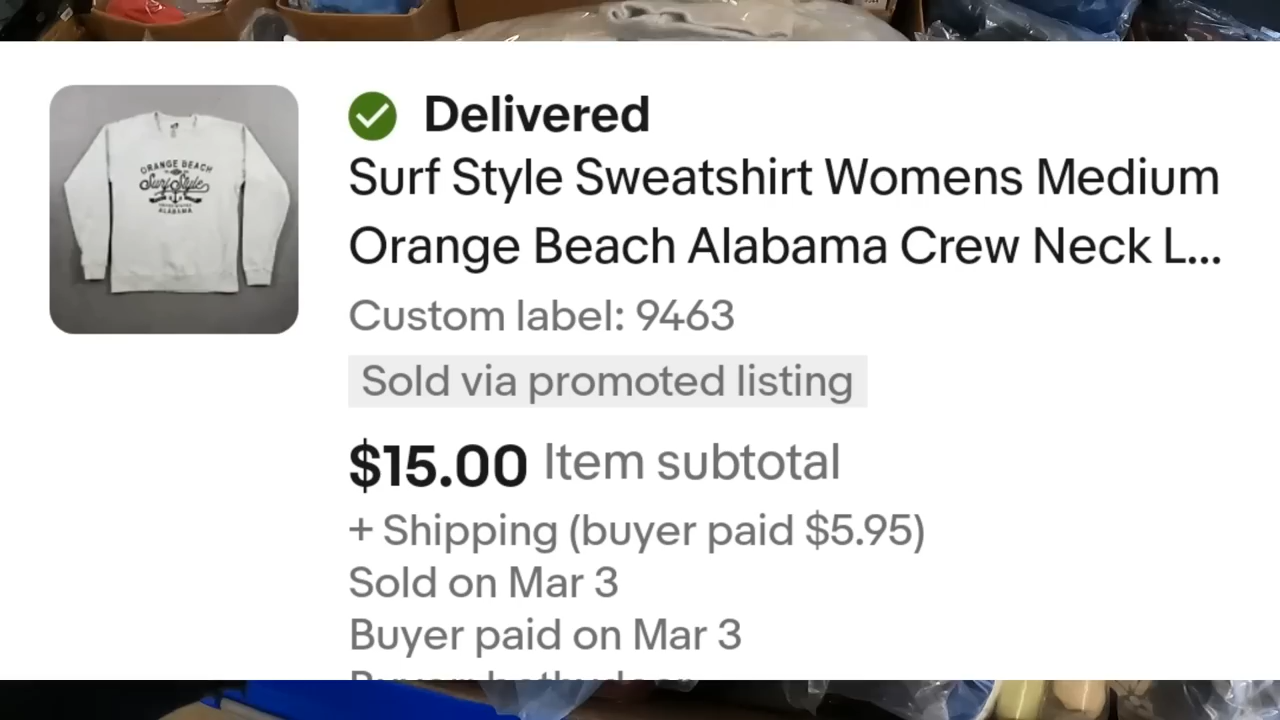 ORANGE BEACH
Surf Style
ALABAMA
Delivered
Surf Style Sweatshirt Womens Medium
Orange Beach Alabama Crew Neck L...
Custom label: 9463
Sold via promoted listing
$15.00 Item subtotal
+ Shipping (buyer paid $5.95)
Sold on Mar 3
Buyer paid on Mar 3